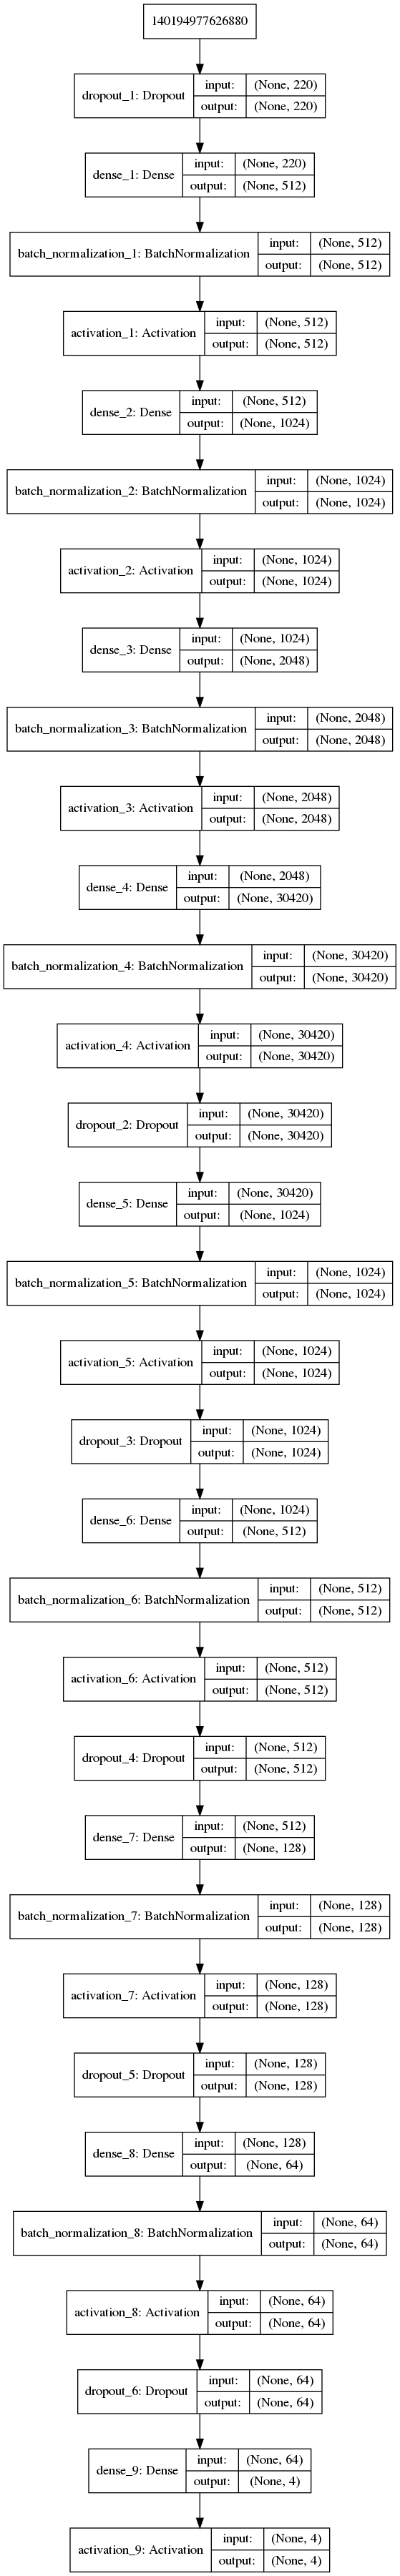 140194977626880
dropout_1: Dropout input: (None, 220)
output: (None, 220)
dense_1: Dense input: (None, 220)
output: (None, 512)
batch_normalization_1: BatchNormalization input: (None, 512)
output: (None, 512)
activation_1: Activation input: (None, 512)
output: (None, 512)
dense_2: Dense input: (None, 512)
output: (None, 1024)
batch_normalization_2: BatchNormalization input: (None, 1024)
output: (None, 1024)
activation_2: Activation input: (None, 1024)
output: (None, 1024)
dense_3: Dense input: (None, 1024)
output: (None, 2048)
batch_normalization_3: BatchNormalization input: (None, 2048)
output: (None, 2048)
activation_3: Activation input: (None, 2048)
output: (None, 2048)
dense_4: Dense input: (None, 2048)
output: (None, 30420)
batch_normalization_4: BatchNormalization input: (None, 30420)
output: (None, 30420)
activation_4: Activation input: (None, 30420)
output: (None, 30420)
dropout_2: Dropout input: (None, 30420)
output: (None, 30420)
dense_5: Dense input: (None, 30420)
output: (None, 1024)
batch_normalization_5: BatchNormalization input: (None, 1024)
output: (None, 1024)
activation_5: Activation input: (None, 1024)
output: (None, 1024)
dropout_3: Dropout input: (None, 1024)
output: (None, 1024)
dense_6: Dense input: (None, 1024)
output: (None, 512)
batch_normalization_6: BatchNormalization input: (None, 512)
output: (None, 512)
activation_6: Activation input: (None, 512)
output: (None, 512)
dropout_4: Dropout input: (None, 512)
output: (None, 512)
dense_7: Dense input: (None, 512)
output: (None, 128)
batch_normalization_7: BatchNormalization input: (None, 128)
output: (None, 128)
activation_7: Activation input: (None, 128)
output: (None, 128)
dropout_5: Dropout input: (None, 128)
output: (None, 128)
dense_8: Dense input: (None, 128)
output: (None, 64)
batch_normalization_8: BatchNormalization input: (None, 64)
output: (None, 64)
activation_8: Activation input: (None, 64)
output: (None, 64)
dropout_6: Dropout input: (None, 64)
output: (None, 64)
dense_9: Dense input: (None, 64)
output: (None, 4)
activation_9: Activation input: (None, 4)
output: (None, 4)